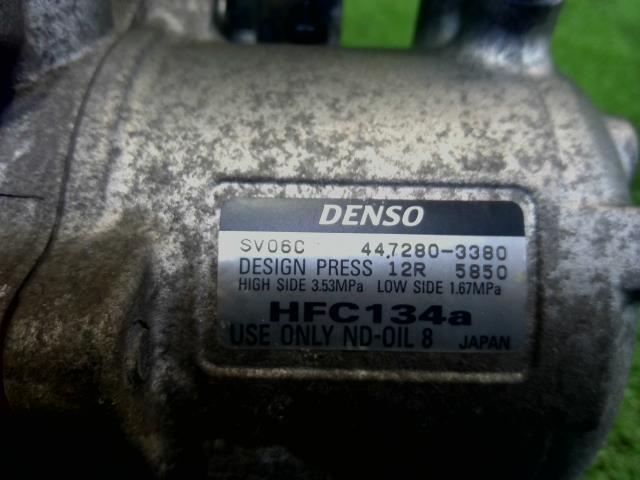 DENSO
SV06C 447280-3380
DESIGN PRESS 12R 5850
HIGH SIDE 3.53MPa LOW SIDE 1.67MPa
HFC134a
USE ONLY ND-OIL 8 JAPAN